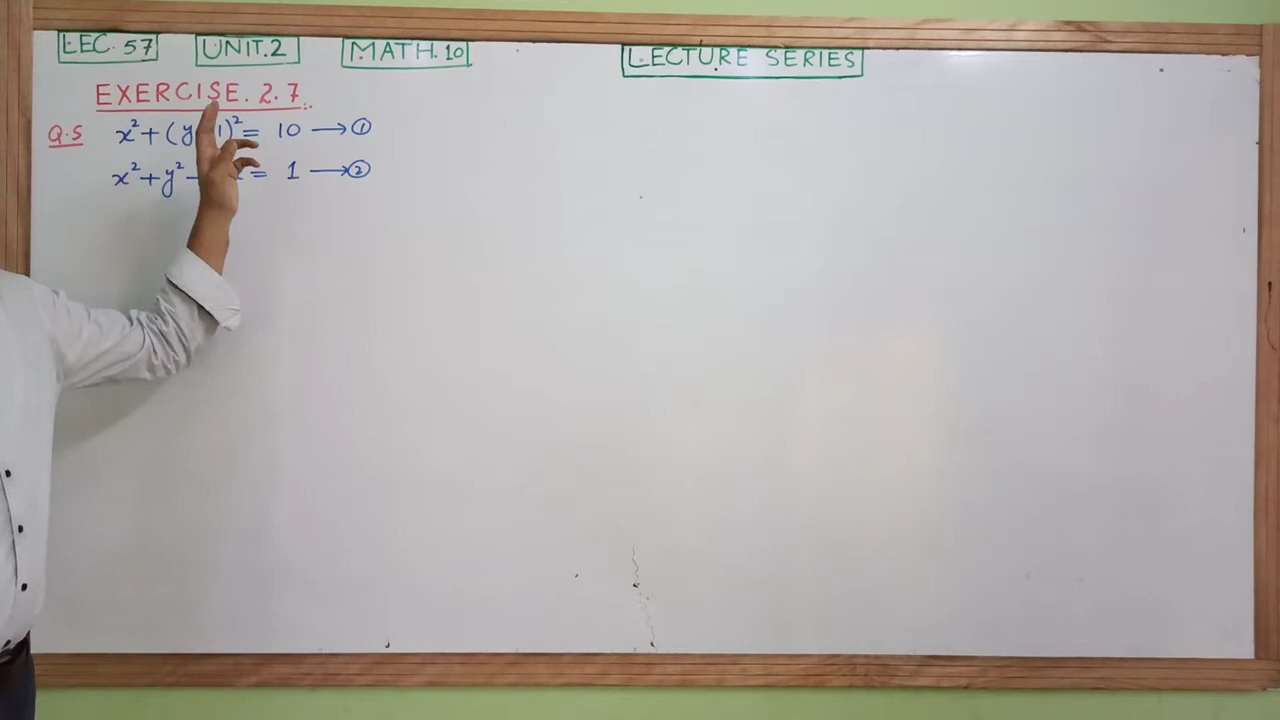 LEC. 57 UNIT.2 MATH.10 LECTURE SERIES
EXERCISE. 2.7
Q.5 x² + (y 1)² = 10 → ①
x² + y² - x = 1 → ②